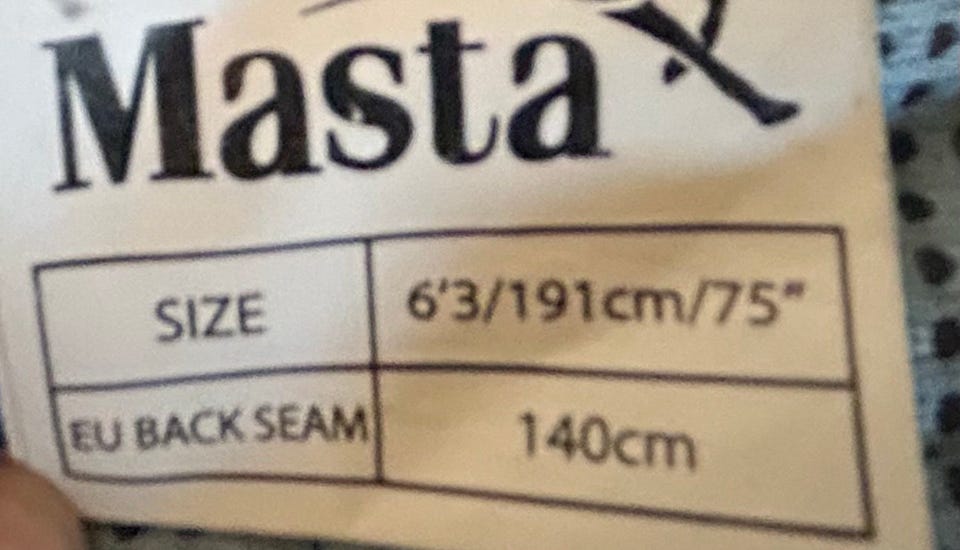 Masta
SIZE 6'3/191cm/75"
EU BACK SEAM 140cm